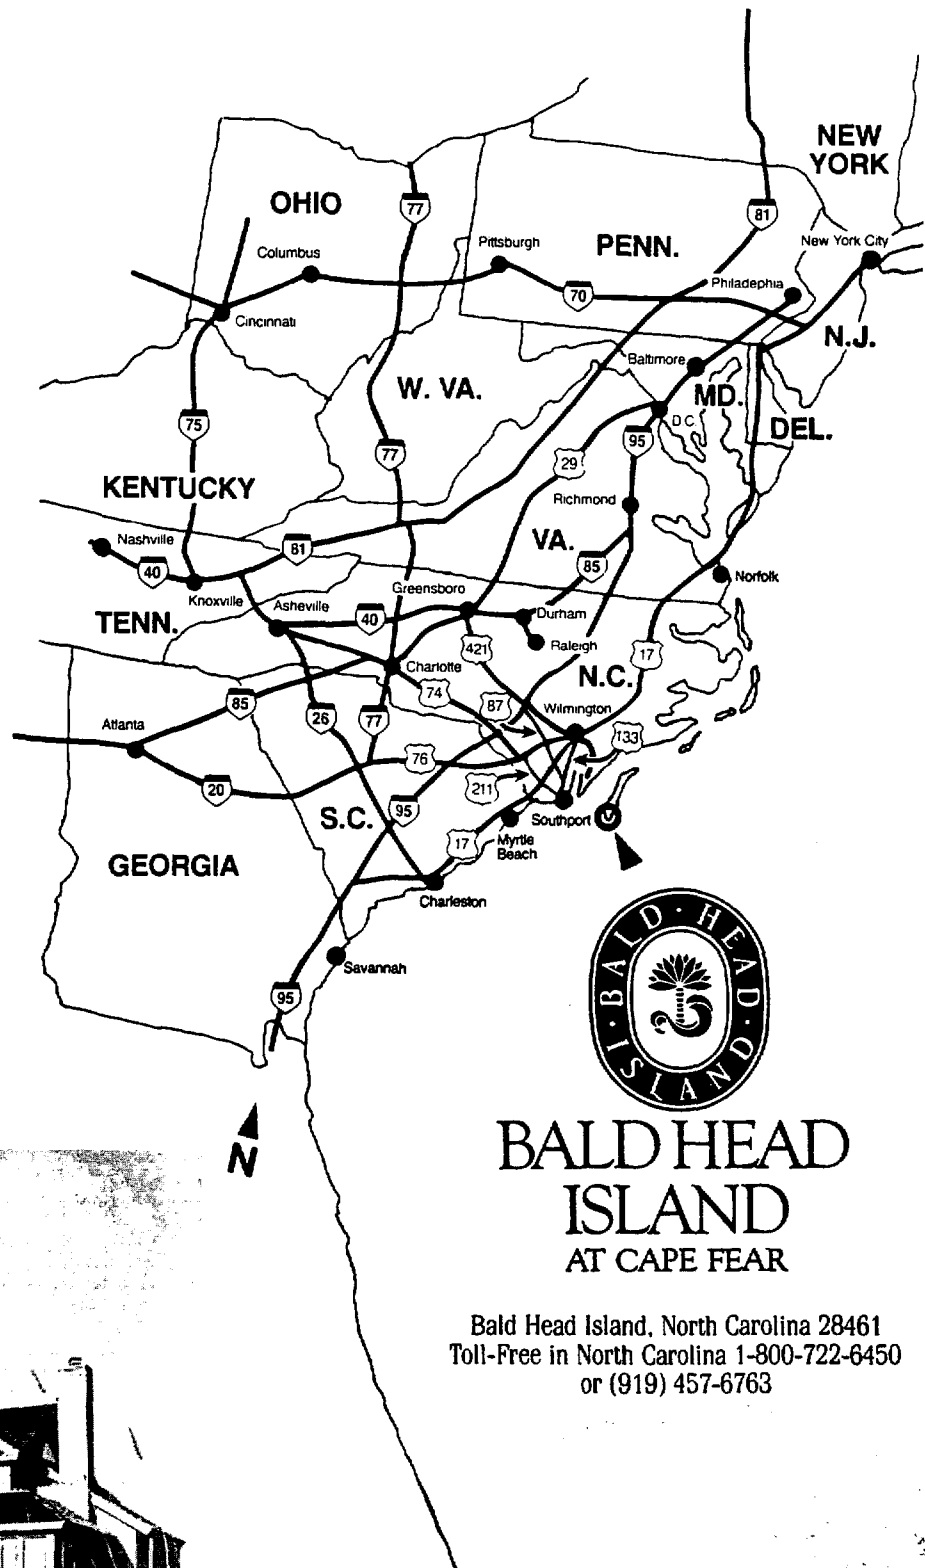 NEW
YORK
OHIO
77
81
Columbus
Pittsburgh
PENN.
New York City
Philadephia
70
Cincinnati
N.J.
Baltimore
W. VA.
MD.
75
D.C.
DEL.
95
77
29
KENTUCKY
Richmond
Nashville
81
VA.
40
85
Norfolk
Knoxville
Asheville
Greensboro
Durham
TENN.
40
421
Raleigh
17
Charlotte
N.C.
74
87
85
26
77
Wilmington
Atlanta
133
76
20
211
95
S.C.
Southport
17
Myrtle
Beach
GEORGIA
Charleston
BALD · HEAD · ISLAND ·
Savannah
95
N
BALD HEAD
ISLAND
AT CAPE FEAR
Bald Head Island, North Carolina 28461
Toll-Free in North Carolina 1-800-722-6450
or (919) 457-6763